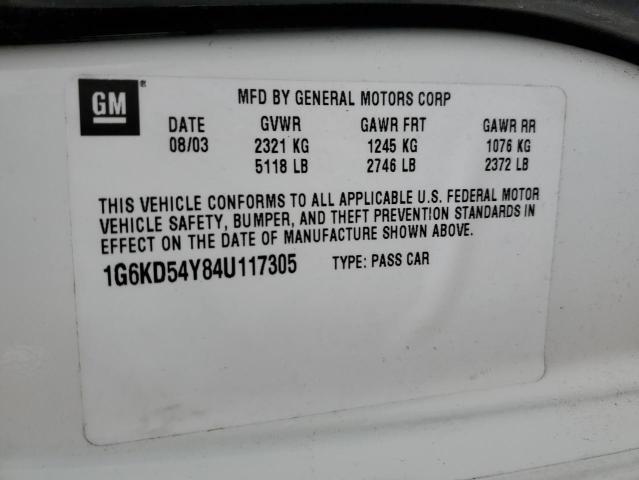 GM®
MFD BY GENERAL MOTORS CORP
DATE GVWR GAWR FRT GAWR RR
08/03 2321 KG 1245 KG 1076 KG
5118 LB 2746 LB 2372 LB
THIS VEHICLE CONFORMS TO ALL APPLICABLE U.S. FEDERAL MOTOR
VEHICLE SAFETY, BUMPER, AND THEFT PREVENTION STANDARDS IN
EFFECT ON THE DATE OF MANUFACTURE SHOWN ABOVE.
1G6KD54Y84U117305 TYPE: PASS CAR